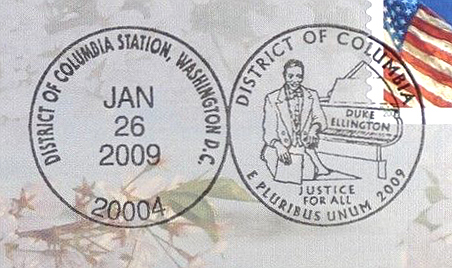 DISTRICT OF COLUMBIA STATION, WASHINGTON D.C.
JAN
26
2009
20004
DISTRICT OF COLUMBIA
DUKE
ELLINGTON
JUSTICE
FOR ALL
E PLURIBUS UNUM 2009